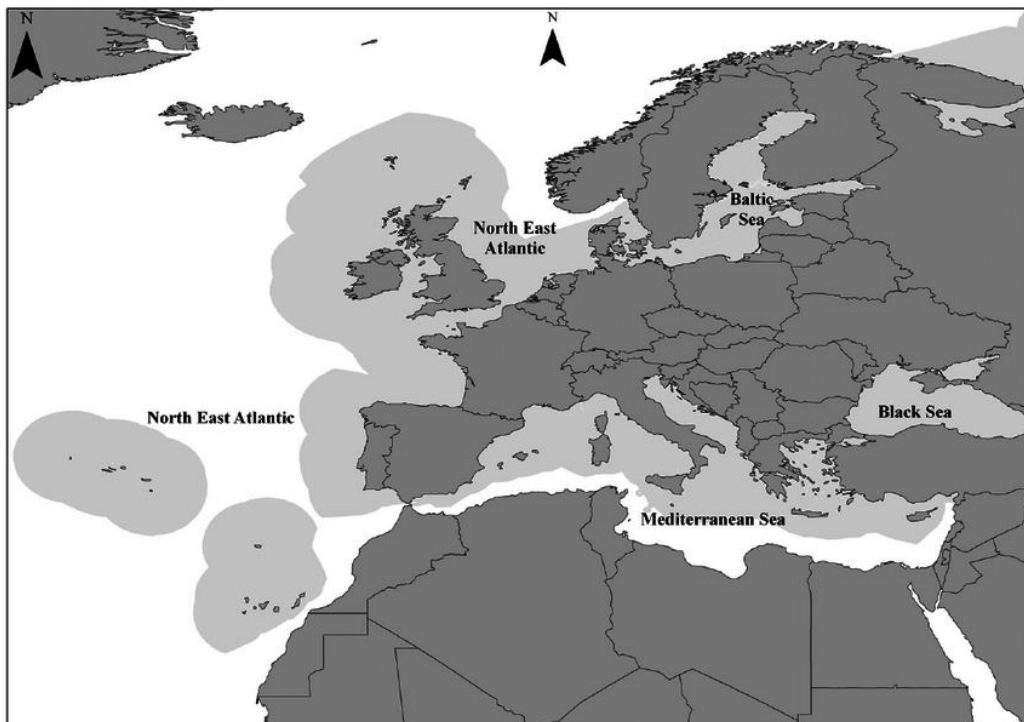 N
N
Baltic
Sea
North East
Atlantic
North East Atlantic
Black Sea
Mediterranean Sea